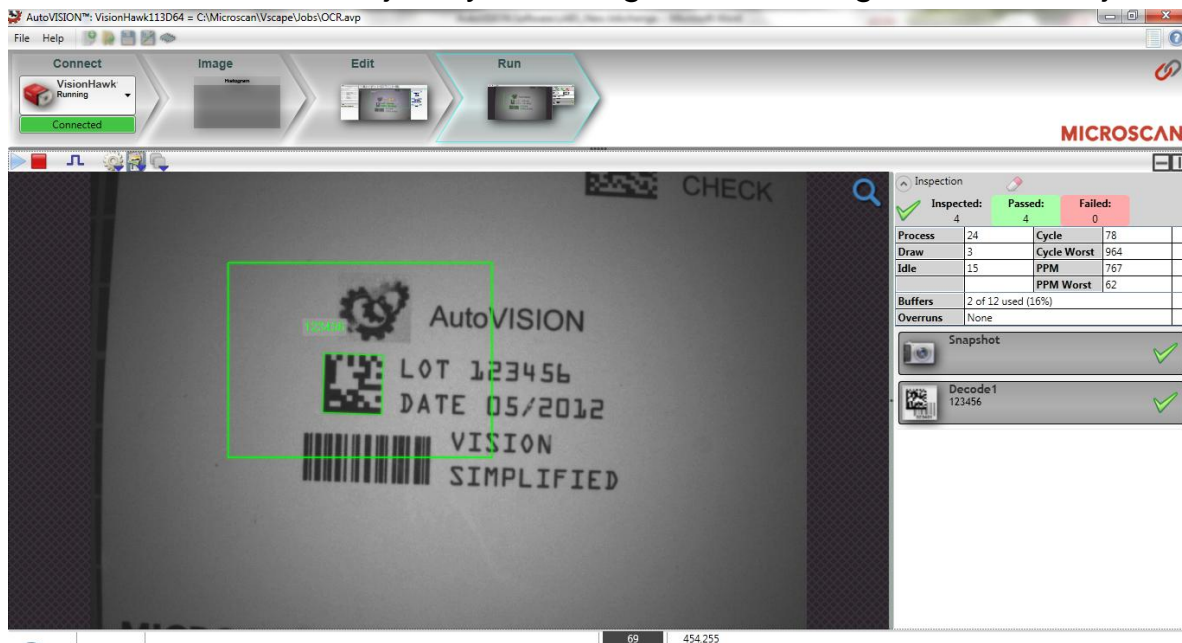 AutoVISION™: VisionHawk113D64 = C:\Microscan\Vscape\Jobs\OCR.avp
File Help
Connect Image Edit Run
VisionHawk
Running
Connected
Histogram
MICROSCAN
CHECK
AutoVISION
123456
LOT 123456
DATE 05/2012
VISION
SIMPLIFIED
Inspection
Inspected: Passed: Failed:
4 4 0
Process 24 Cycle 78
Draw 3 Cycle Worst 964
Idle 15 PPM 767
PPM Worst 62
Buffers 2 of 12 used (16%)
Overruns None
Snapshot
Decode1
123456
69 454.255